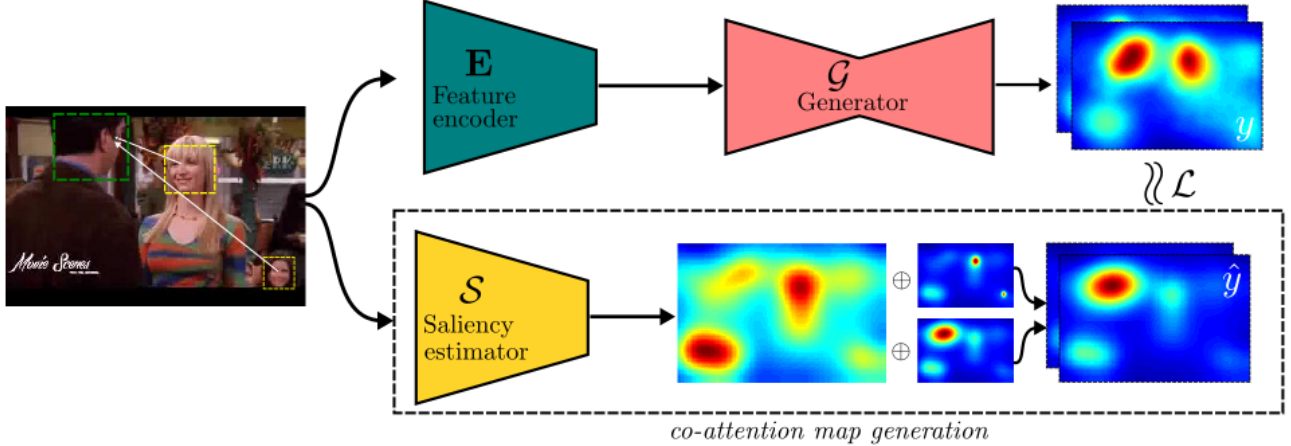 E
Feature
encoder
𝒢
Generator
y
ℒ
Movie Scenes
𝒮
Saliency
estimator
⊕
⊕
ŷ
co-attention map generation